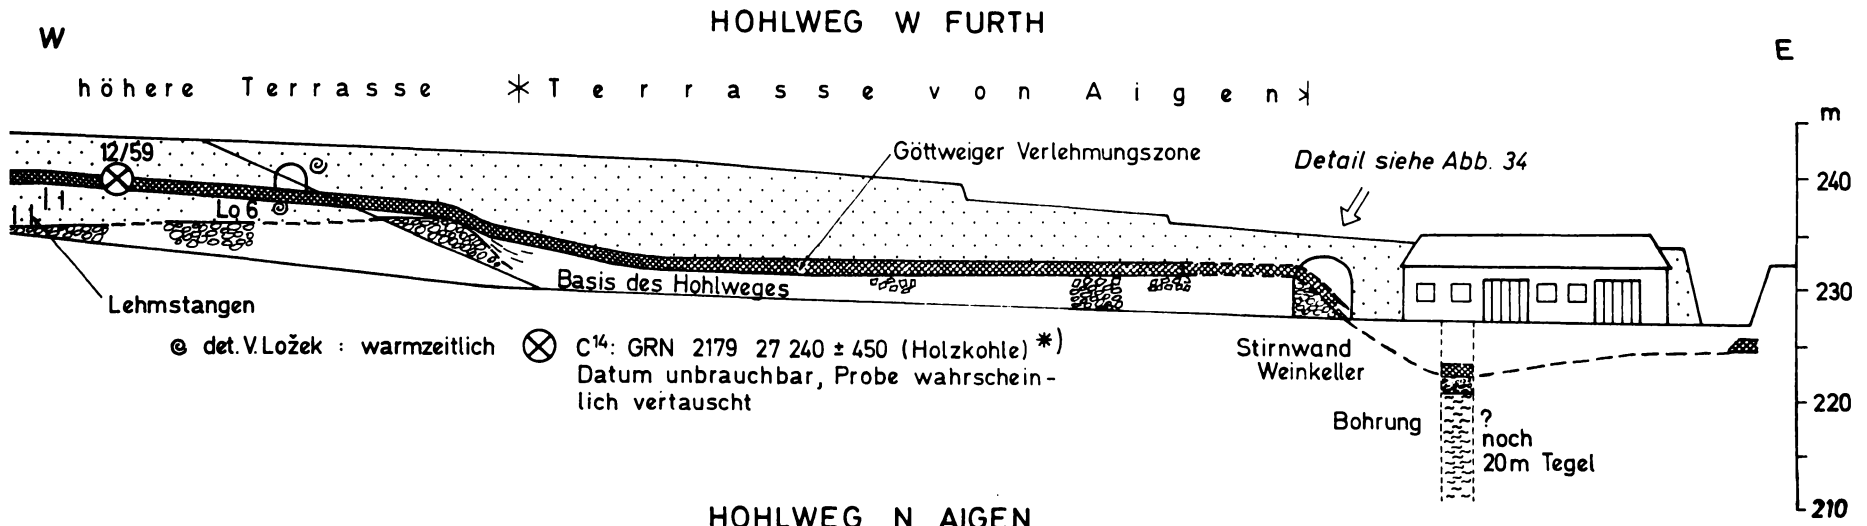 HOHLWEG W FURTH
W
E
höhere Terrasse * Terrasse von Aigen *
m
12/59
Göttweiger Verlehmungszone
Detail siehe Abb. 34
240
Lo 6
Basis des Hohlweges
230
Lehmstangen
det. V. Ložek : warmzeitlich
C14: GRN 2179 27 240 ± 450 (Holzkohle) *)
Datum unbrauchbar, Probe wahrschein-
lich vertauscht
Stirnwand
Weinkeller
220
Bohrung
?
noch
20m Tegel
210
HOHLWEG N AIGEN